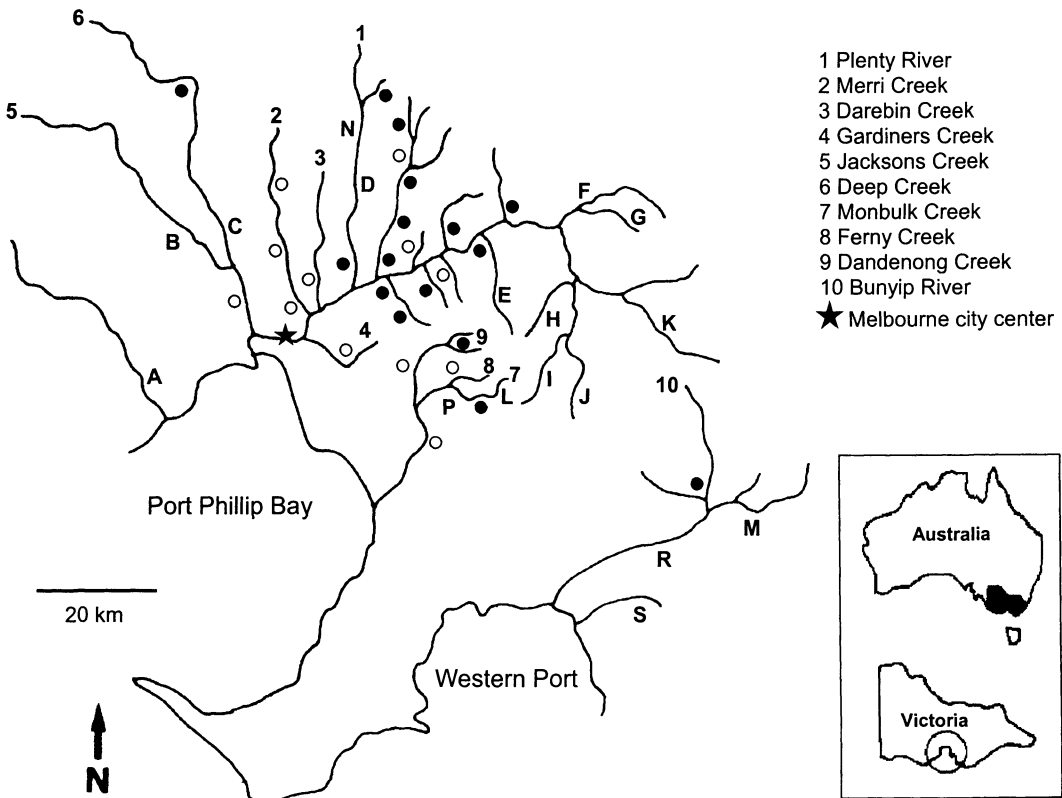 6
1
5
2
3
N
D
B
C
F
G
E
H
K
4
9
8
7
A
I
J
P
L
10
Port Phillip Bay
M
R
20 km
S
Western Port
N
1 Plenty River
2 Merri Creek
3 Darebin Creek
4 Gardiners Creek
5 Jacksons Creek
6 Deep Creek
7 Monbulk Creek
8 Ferny Creek
9 Dandenong Creek
10 Bunyip River
Melbourne city center
Australia
Victoria